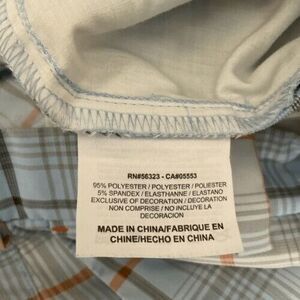 RN#56323 - CA#05553
95% POLYESTER / POLYESTER / POLIESTER
5% SPANDEX / ELASTHANNE / ELASTANO
EXCLUSIVE OF DECORATION / DECORATION
NON COMPRISE / NO INCLUYE LA DECORACION
MADE IN CHINA/FABRIQUE EN
CHINE/HECHO EN CHINA